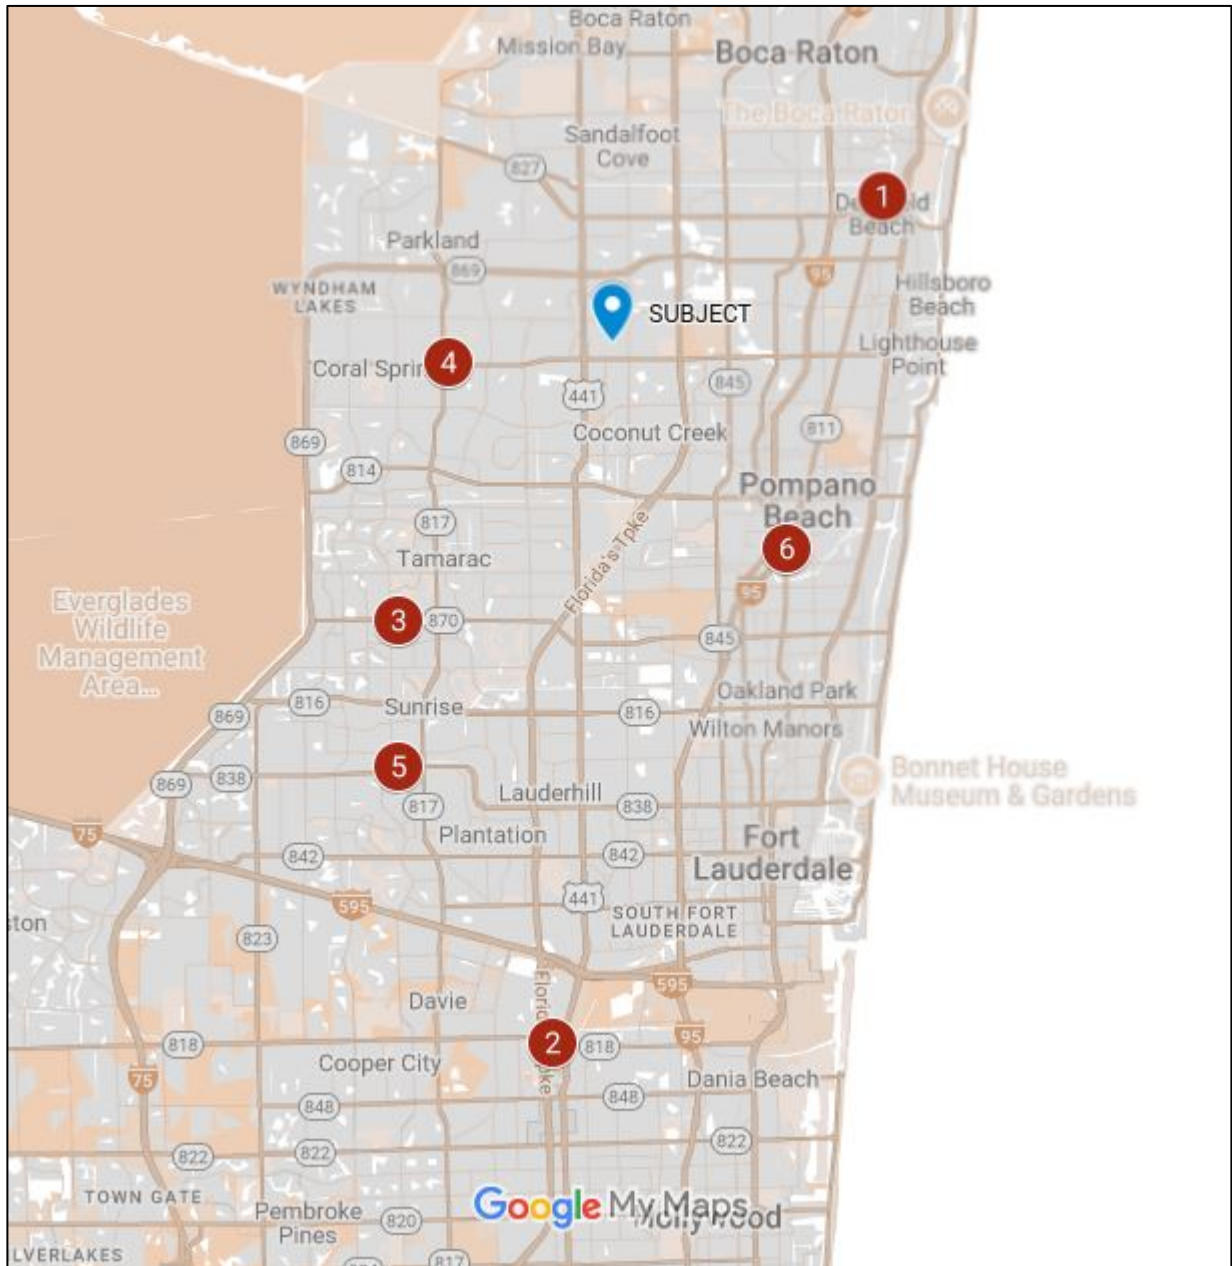 Boca Raton
Mission Bay
Boca Raton
The Boca Raton
Sandalfoot
Cove
827
1
Beach
Parkland
869
95
WYNDHAM
LAKES
Hillsboro
Beach
SUBJECT
Lighthouse
Point
4
Coral Sprin
845
441
811
Coconut Creek
869
814
Pompano
Beach
817
6
Tamarac
Florida's Tpke
95
Everglades
Wildlife
Management
Area...
3
870
845
Oakland Park
816
Sunrise
816
869
Wilton Manors
5
838
869
Bonnet House
Museum & Gardens
Lauderhill
838
817
75
Plantation
Fort
Lauderdale
842
842
441
595
SOUTH FORT
LAUDERDALE
ston
823
595
Davie
2
818
818
95
Cooper City
75
Dania Beach
848
848
822
822
822
TOWN GATE
Pembroke
Pines
820
Google My Maps
LVERLAKES
817